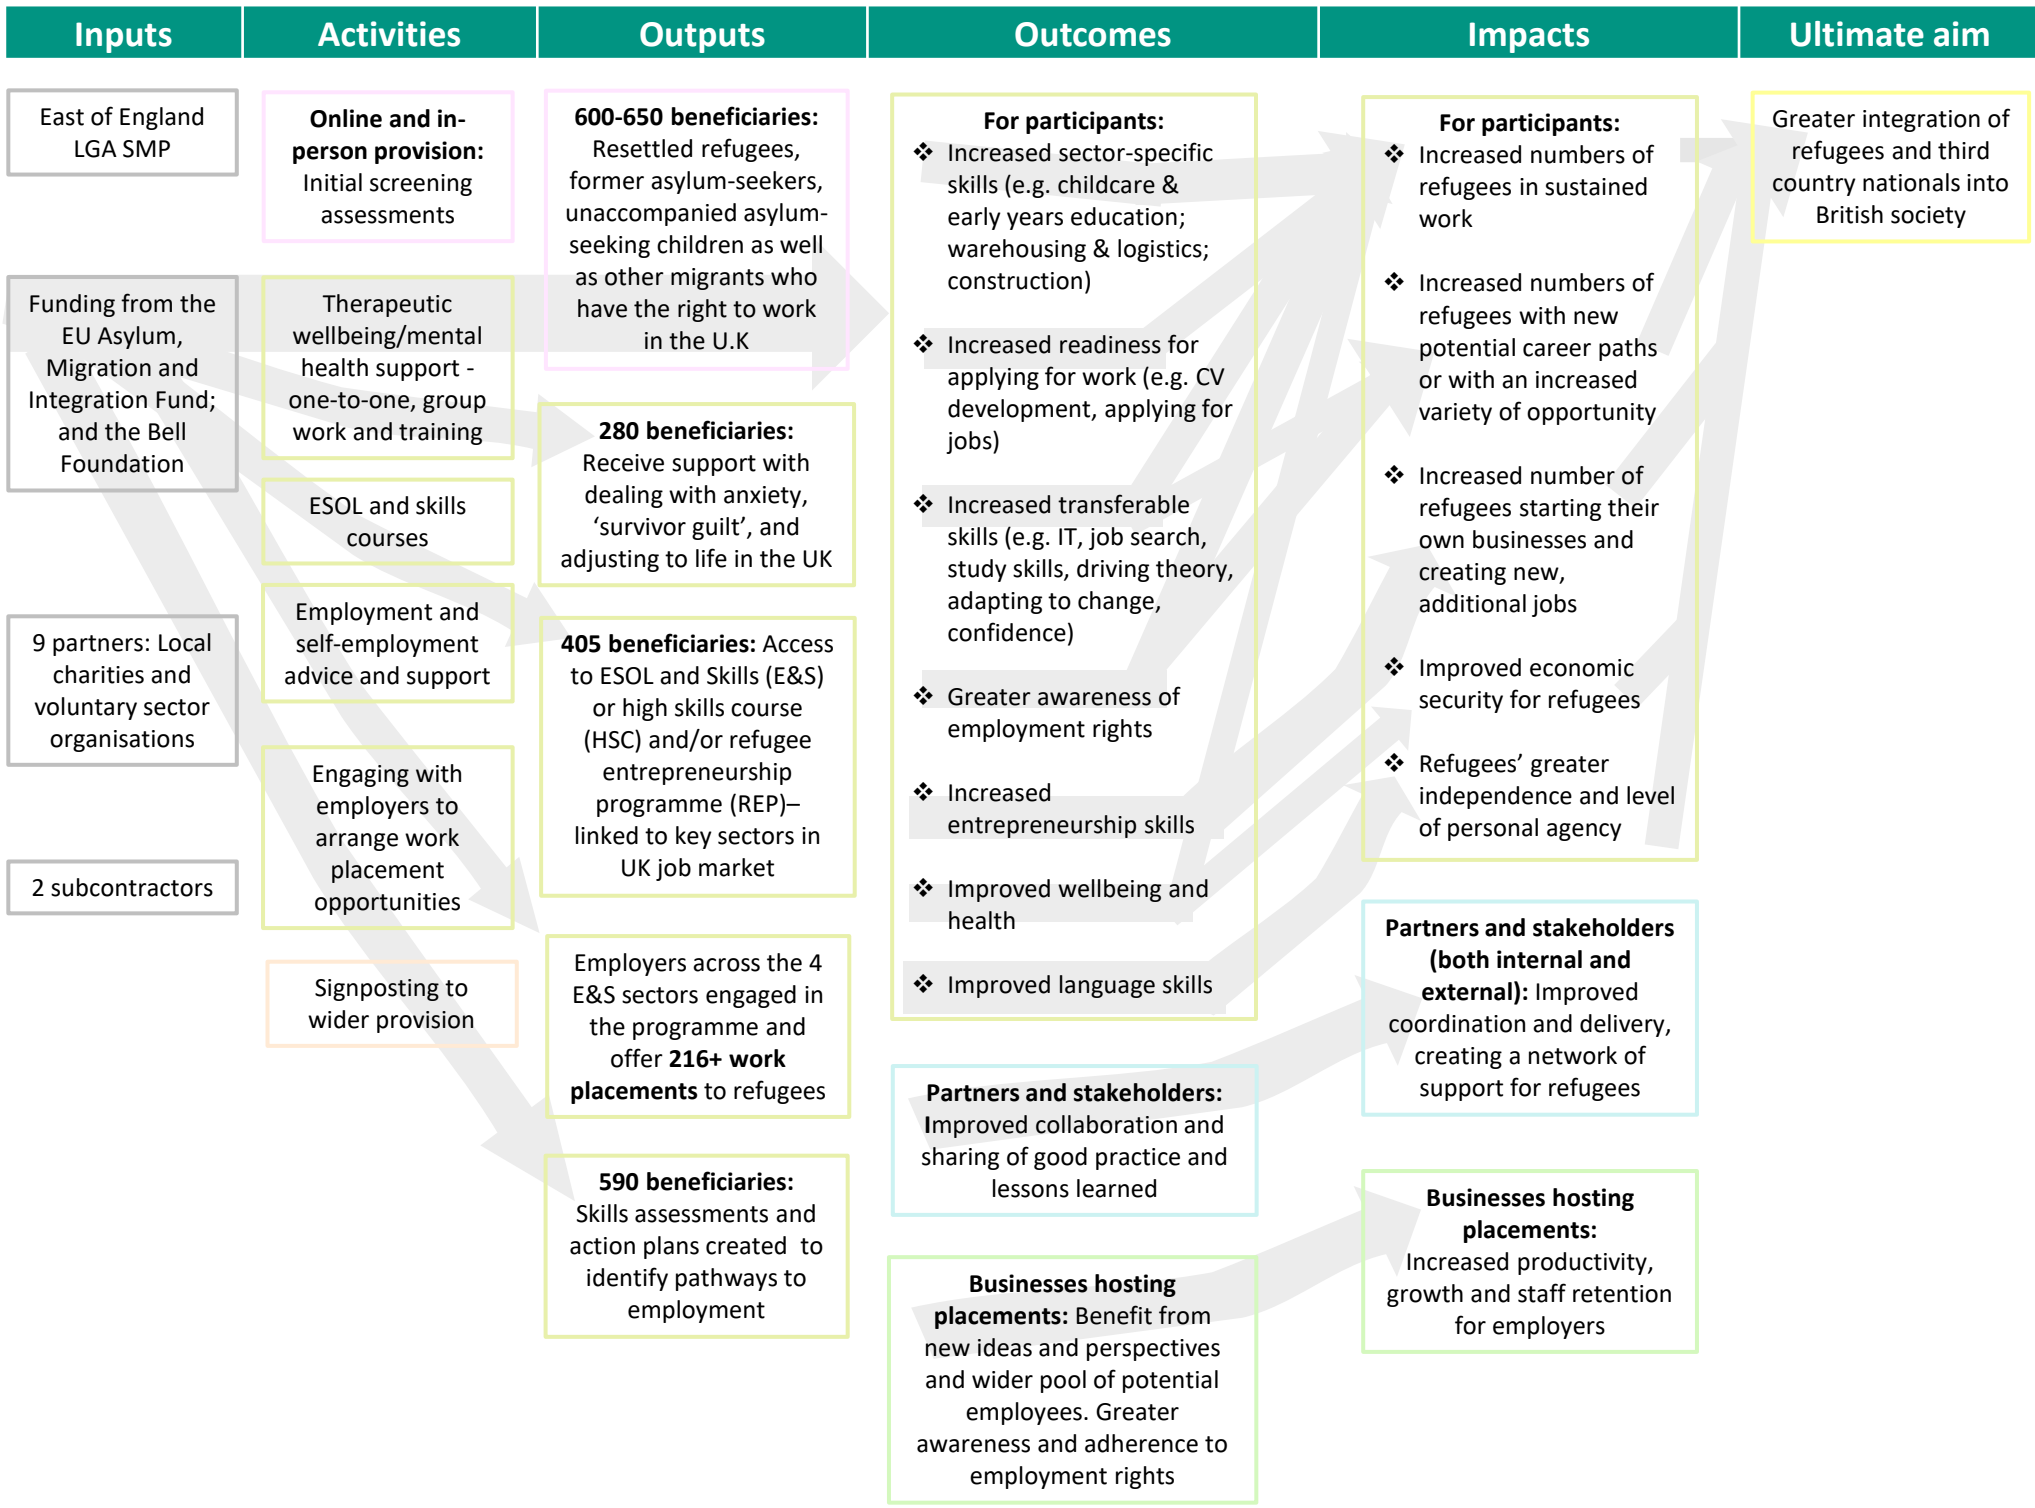 Inputs
Activities
Outputs
Outcomes
Impacts
Ultimate aim
East of England
LGA SMP
Funding from the
EU Asylum,
Migration and
Integration Fund;
and the Bell
Foundation
9 partners: Local
charities and
voluntary sector
organisations
2 subcontractors
Online and in-
person provision:
Initial screening
assessments
Therapeutic
wellbeing/mental
health support -
one-to-one, group
work and training
ESOL and skills
courses
Employment and
self-employment
advice and support
Engaging with
employers to
arrange work
placement
opportunities
Signposting to
wider provision
600-650 beneficiaries:
Resettled refugees,
former asylum-seekers,
unaccompanied asylum-
seeking children as well
as other migrants who
have the right to work
in the U.K
280 beneficiaries:
Receive support with
dealing with anxiety,
‘survivor guilt’, and
adjusting to life in the UK
405 beneficiaries: Access
to ESOL and Skills (E&S)
or high skills course
(HSC) and/or refugee
entrepreneurship
programme (REP)–
linked to key sectors in
UK job market
Employers across the 4
E&S sectors engaged in
the programme and
offer 216+ work
placements to refugees
590 beneficiaries:
Skills assessments and
action plans created to
identify pathways to
employment
For participants:
❖ Increased sector-specific
skills (e.g. childcare &
early years education;
warehousing & logistics;
construction)
❖ Increased readiness for
applying for work (e.g. CV
development, applying for
jobs)
❖ Increased transferable
skills (e.g. IT, job search,
study skills, driving theory,
adapting to change,
confidence)
❖ Greater awareness of
employment rights
❖ Increased
entrepreneurship skills
❖ Improved wellbeing and
health
❖ Improved language skills
Partners and stakeholders:
Improved collaboration and
sharing of good practice and
lessons learned
Businesses hosting
placements: Benefit from
new ideas and perspectives
and wider pool of potential
employees. Greater
awareness and adherence to
employment rights
For participants:
❖ Increased numbers of
refugees in sustained
work
❖ Increased numbers of
refugees with new
potential career paths
or with an increased
variety of opportunity
❖ Increased number of
refugees starting their
own businesses and
creating new,
additional jobs
❖ Improved economic
security for refugees
❖ Refugees’ greater
independence and level
of personal agency
Partners and stakeholders
(both internal and
external): Improved
coordination and delivery,
creating a network of
support for refugees
Businesses hosting
placements:
Increased productivity,
growth and staff retention
for employers
Greater integration of
refugees and third
country nationals into
British society